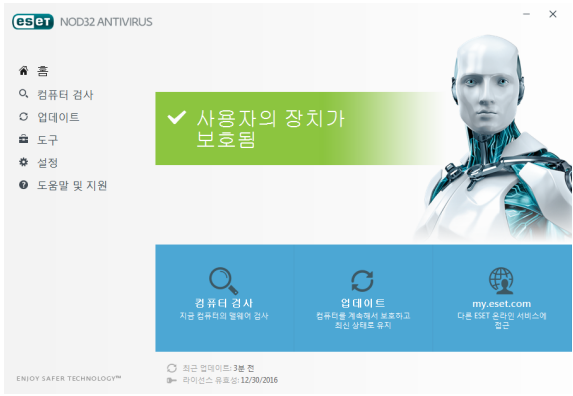 eset NOD32 ANTIVIRUS
홈
컴퓨터 검사
업데이트
도구
설정
도움말 및 지원
사용자의 장치가
보호됨
컴퓨터 검사
지금 컴퓨터의 맬웨어 검사
업데이트
컴퓨터를 계속해서 보호하고
최신 상태로 유지
my.eset.com
다른 ESET 온라인 서비스에
접근
최근 업데이트: 3분 전
라이선스 유효성: 12/30/2016
ENJOY SAFER TECHNOLOGY™